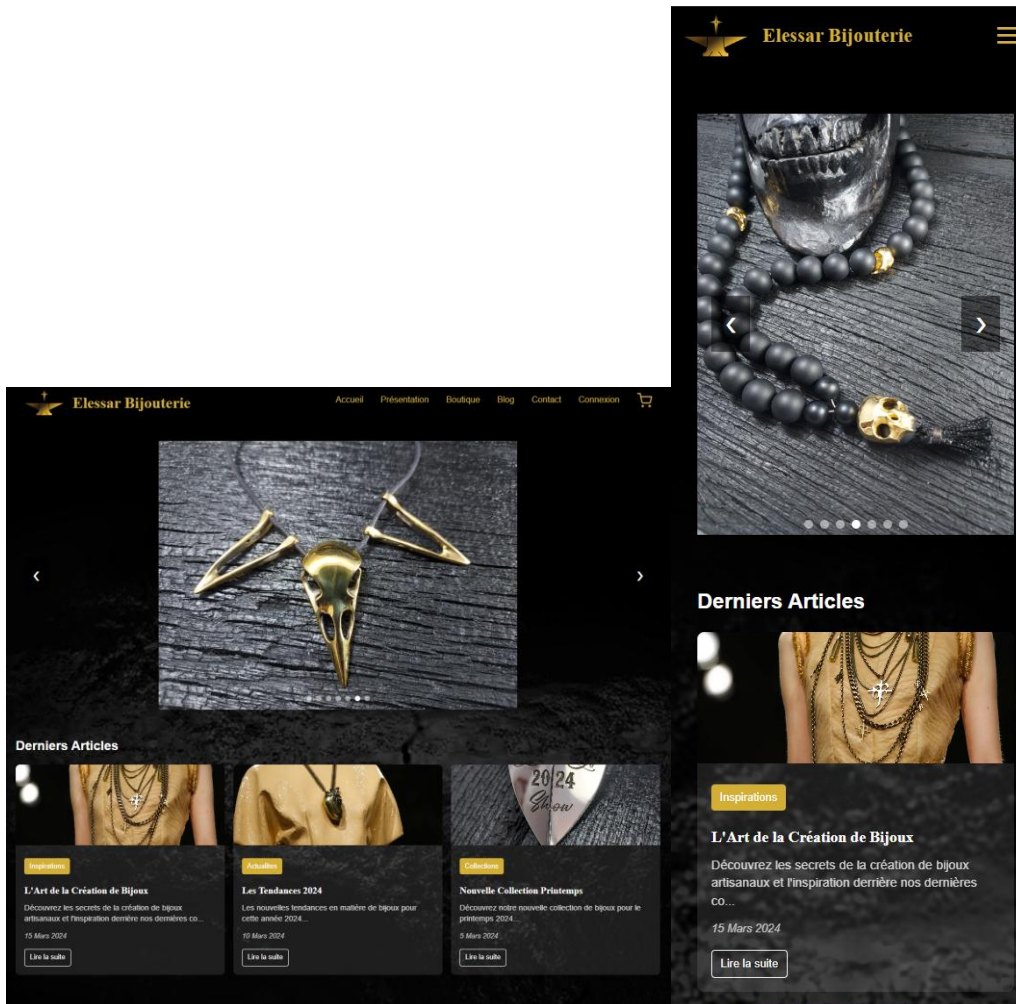 Elessar Bijouterie
Derniers Articles
Inspirations
L'Art de la Création de Bijoux
Découvrez les secrets de la création de bijoux
artisanaux et l'inspiration derrière nos dernières
co...
15 Mars 2024
Lire la suite
Elessar Bijouterie
Accueil Présentation Boutique Blog Contact Connexion
Derniers Articles
Inspirations
L'Art de la Création de Bijoux
Découvrez les secrets de la création de bijoux
artisanaux et l'inspiration derrière nos dernières co...
15 Mars 2024
Lire la suite
Actualités
Les Tendances 2024
Les nouvelles tendances en matière de bijoux pour
cette année 2024...
10 Mars 2024
Lire la suite
2024
Show
Collections
Nouvelle Collection Printemps
Découvrez notre nouvelle collection de bijoux pour le
printemps 2024...
5 Mars 2024
Lire la suite